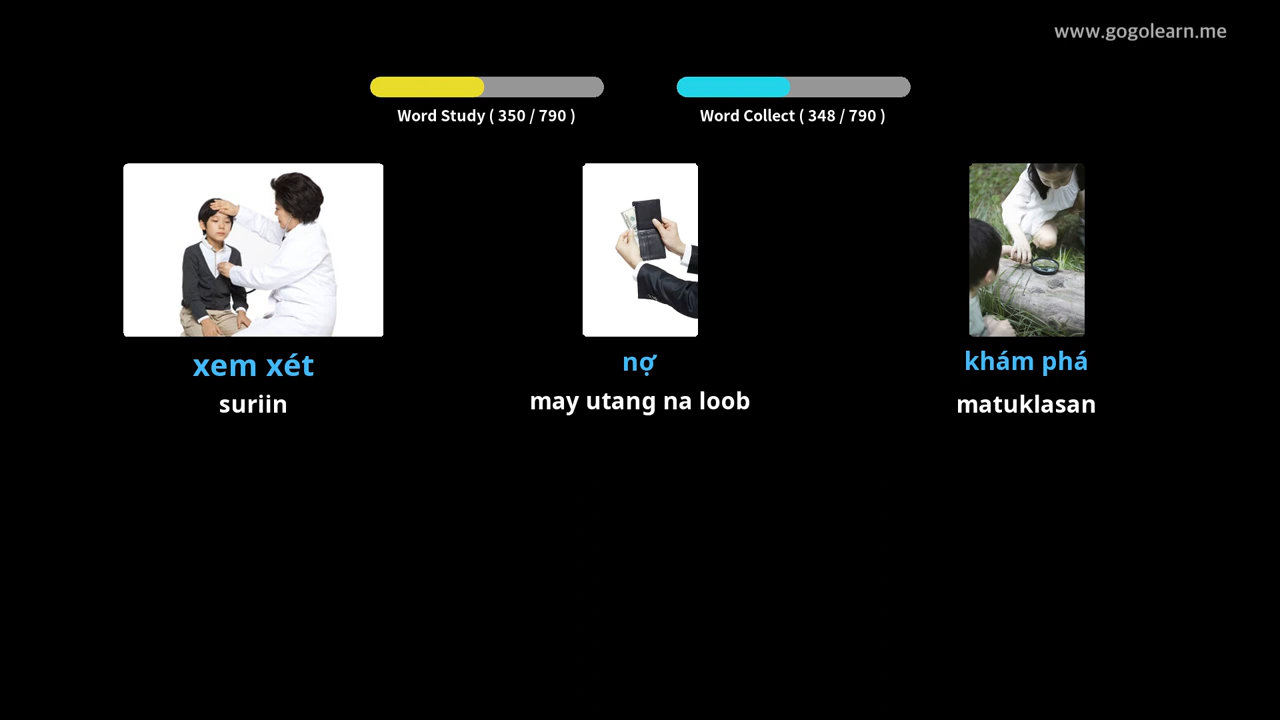 www.gogolearn.me
Word Study ( 350 / 790 )
Word Collect ( 348 / 790 )
xem xét
suriin
nợ
may utang na loob
khám phá
matuklasan